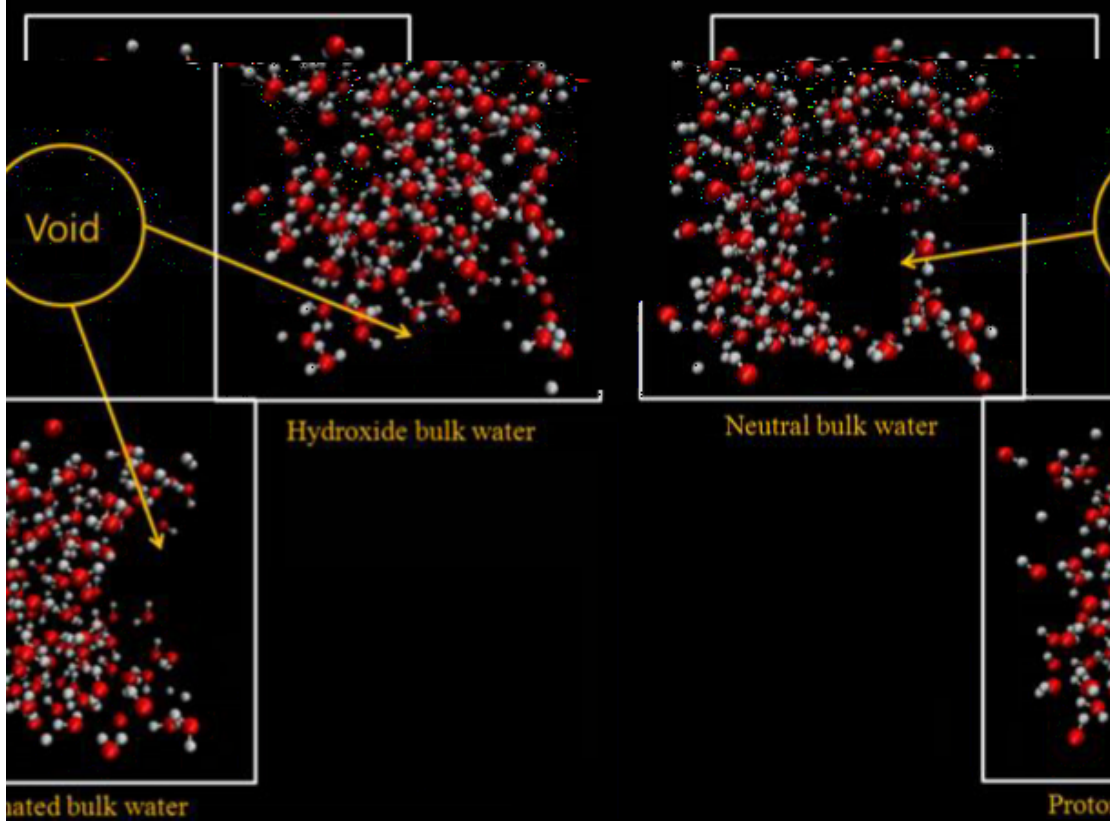 Void
Hydroxide bulk water
Neutral bulk water
nated bulk water
Proto